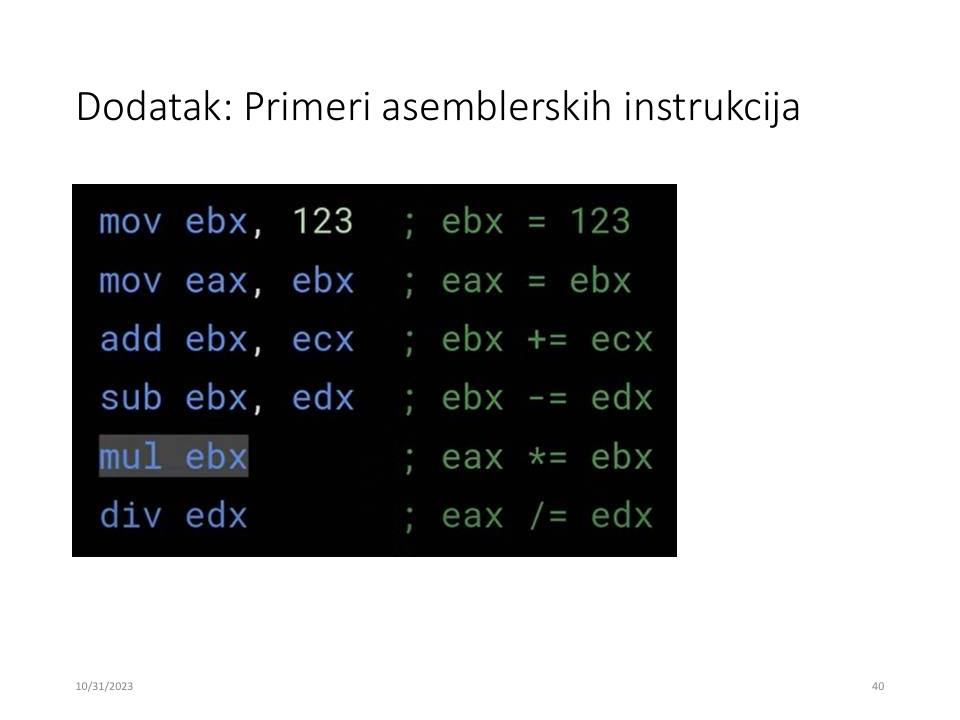 Dodatak: Primeri asemblerskih instrukcija
mov ebx, 123 ; ebx = 123
mov eax, ebx ; eax = ebx
add ebx, ecx ; ebx += ecx
sub ebx, edx ; ebx -= edx
mul ebx ; eax *= ebx
div edx ; eax /= edx
10/31/2023
40